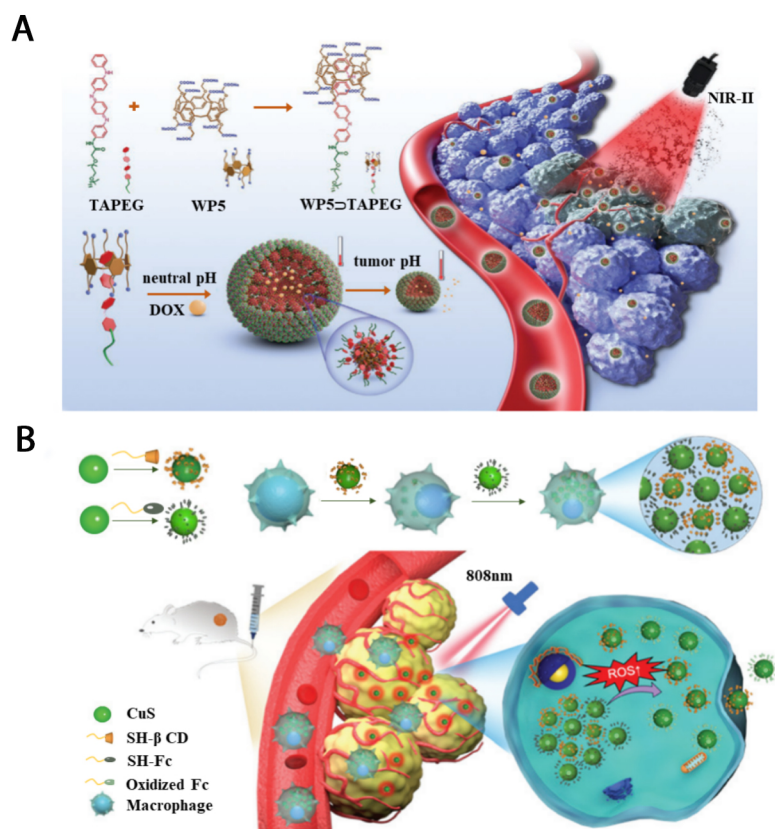 A
NIR-II
TAPEG
WP5
WP5⊃TAPEG
neutral pH
DOX
tumor pH
B
808nm
ROS↑
CuS
SH-β CD
SH-Fc
Oxidized Fc
Macrophage